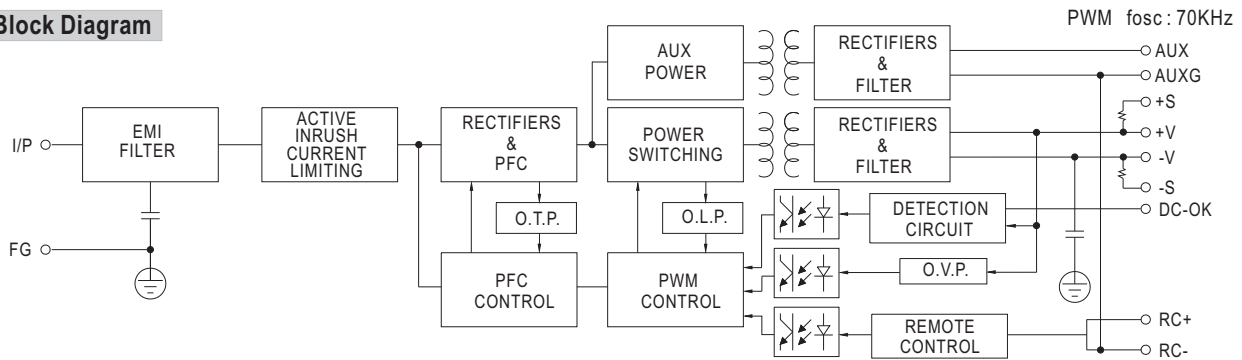 Block Diagram
PWM fosc : 70KHz
AUX
POWER
RECTIFIERS
&
FILTER
AUX
AUXG
I/P
EMI
FILTER
ACTIVE
INRUSH
CURRENT
LIMITING
RECTIFIERS
&
PFC
POWER
SWITCHING
RECTIFIERS
&
FILTER
+S
+V
-V
-S
FG
O.T.P.
O.L.P.
DETECTION
CIRCUIT
DC-OK
PFC
CONTROL
PWM
CONTROL
O.V.P.
REMOTE
CONTROL
RC+
RC-